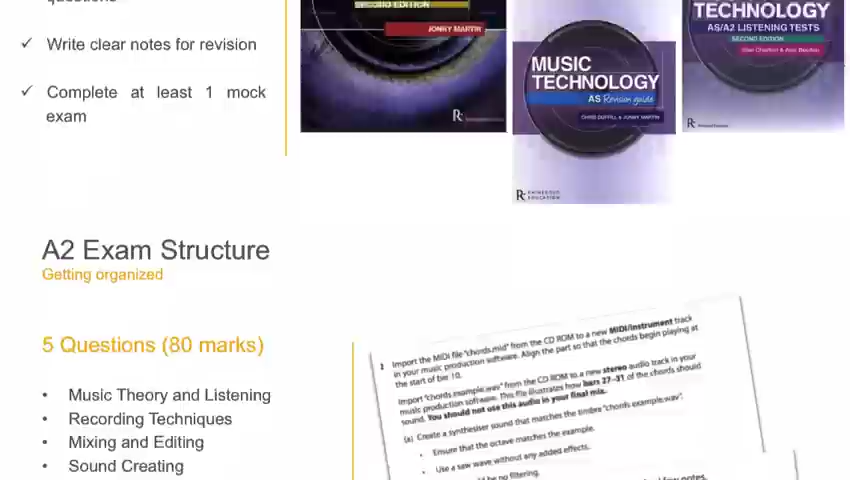 questions
✓ Write clear notes for revision
✓ Complete at least 1 mock
exam
SECOND EDITION
JONNY MARTIN
MUSIC
TECHNOLOGY
AS Revision guide
& JONNY MARTIN
RHINEGOLD
EDUCATION
TECHNOLOGY
AS/A2 LISTENING TESTS
SECOND EDITION
A2 Exam Structure
Getting organized
5 Questions (80 marks)
• Music Theory and Listening
• Recording Techniques
• Mixing and Editing
• Sound Creating
2 Import the MIDI file "chords.mid" from the CD ROM to a new MIDI/instrument track
in your music production software. Align the part so that the chords begin playing at
the start of bar 10.
Import "chords example.wav" from the CD ROM to a new stereo audio track in your
music production software. This file illustrates how bars 27–31 of the chords should
sound. You should not use this audio in your final mix.
(a) Create a synthesiser sound that matches the timbre "chords example.wav".
• Ensure that the octave matches the example.
• Use a saw wave without any added effects.
be no filtering.
few notes.